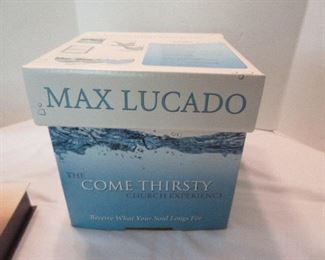 MAX LUCADO
THE
COME THIRSTY
CHURCH EXPERIENCE
Receive What Your Soul Longs For